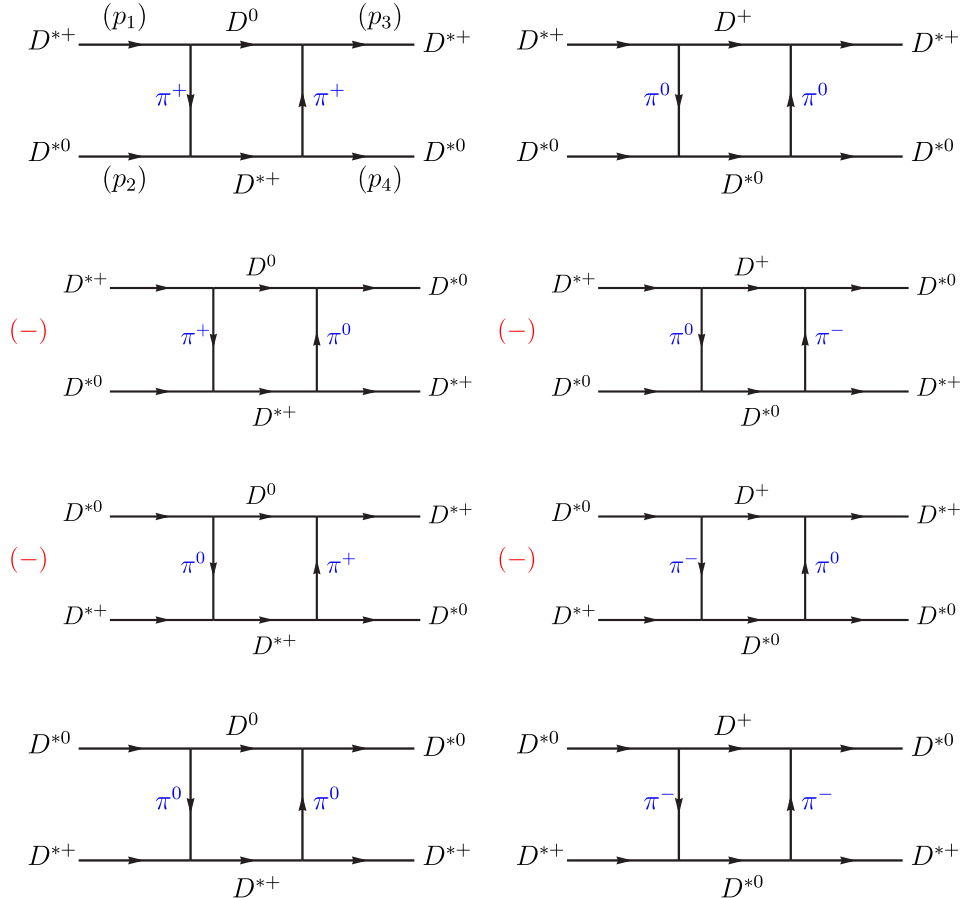 (p₁) D⁰ (p₃) D⁺
D*⁺ D*⁺ D*⁺ D*⁺
π⁺ π⁺ π⁰ π⁰
D*⁰ D*⁰ D*⁰ D*⁰
(p₂) D*⁺ (p₄) D*⁰
D⁰ D⁺
D*⁺ D*⁰ D*⁺ D*⁰
(−) π⁺ π⁰ (−) π⁰ π⁻
D*⁰ D*⁺ D*⁰ D*⁺
D*⁺ D*⁰
D⁰ D⁺
D*⁰ D*⁺ D*⁰ D*⁺
(−) π⁰ π⁺ (−) π⁻ π⁰
D*⁺ D*⁰ D*⁺ D*⁰
D*⁺ D*⁰
D⁰ D⁺
D*⁰ D*⁰ D*⁰ D*⁰
π⁰ π⁰ π⁻ π⁻
D*⁺ D*⁺ D*⁺ D*⁺
D*⁺ D*⁰